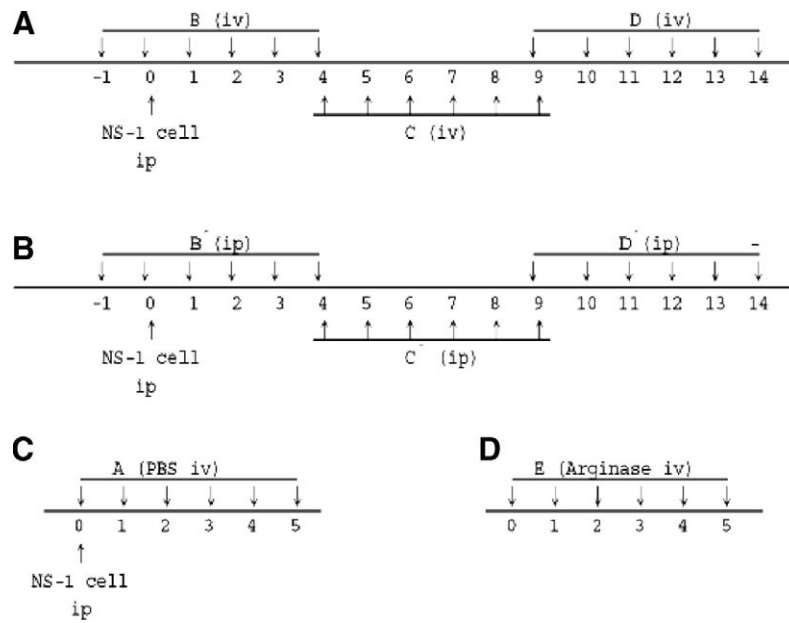 A
B (iv) D (iv)
-1 0 1 2 3 4 5 6 7 8 9 10 11 12 13 14
NS-1 cell C (iv)
ip
B
B´(ip) D´(ip) -
-1 0 1 2 3 4 5 6 7 8 9 10 11 12 13 14
NS-1 cell C´ (ip)
ip
C
A (PBS iv)
0 1 2 3 4 5
NS-1 cell
ip
D
E (Arginase iv)
0 1 2 3 4 5